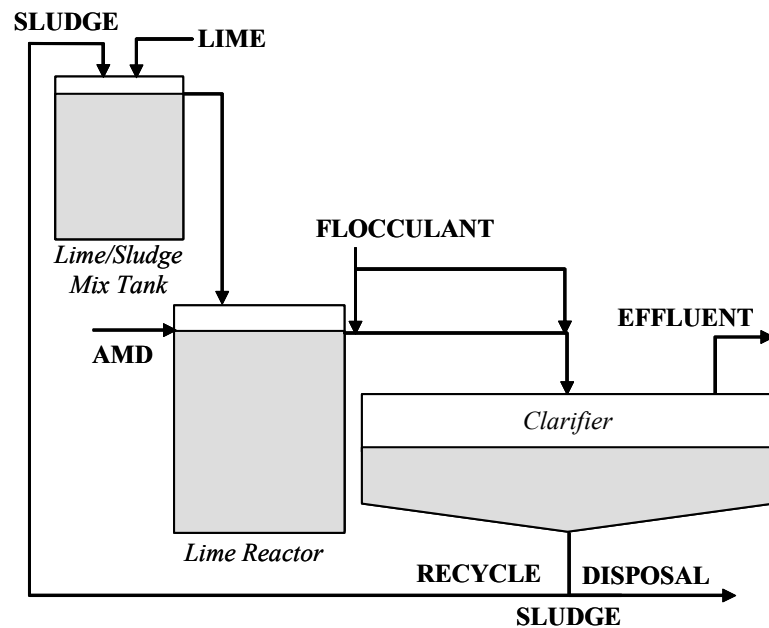 SLUDGE
LIME
Lime/Sludge
Mix Tank
FLOCCULANT
AMD
EFFLUENT
Clarifier
Lime Reactor
RECYCLE
DISPOSAL
SLUDGE